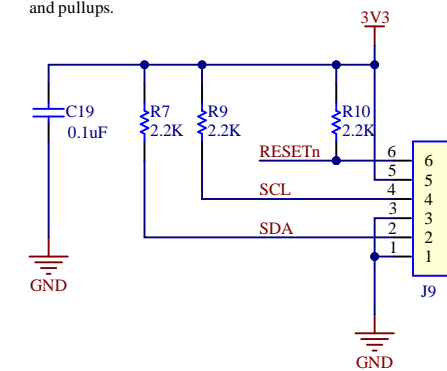 and pullups.
3V3
C19
0.1uF
R7
2.2K
R9
2.2K
R10
2.2K
RESETn
6
6
5
5
SCL
4
4
3
3
SDA
2
2
1
1
J9
GND
GND